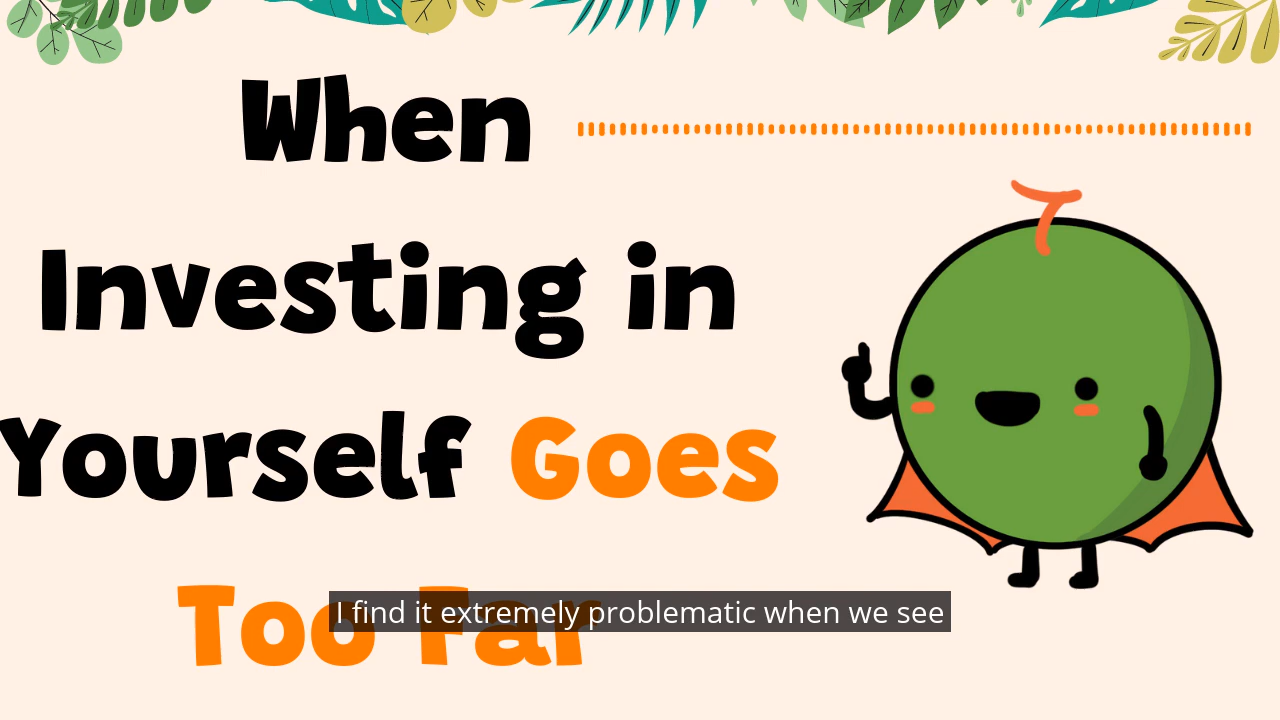 When
Investing in
Yourself Goes
Too Far
I find it extremely problematic when we see